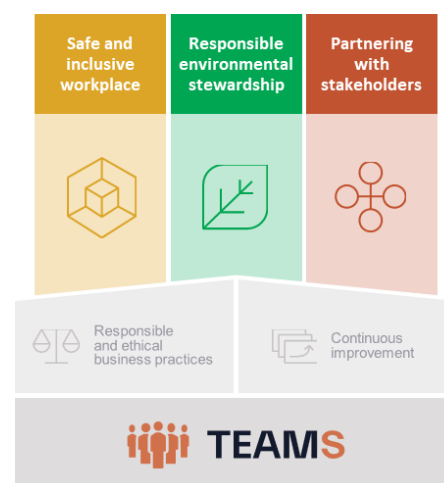 Safe and
inclusive
workplace
Responsible
environmental
stewardship
Partnering
with
stakeholders
Responsible
and ethical
business practices
Continuous
improvement
TEAMS